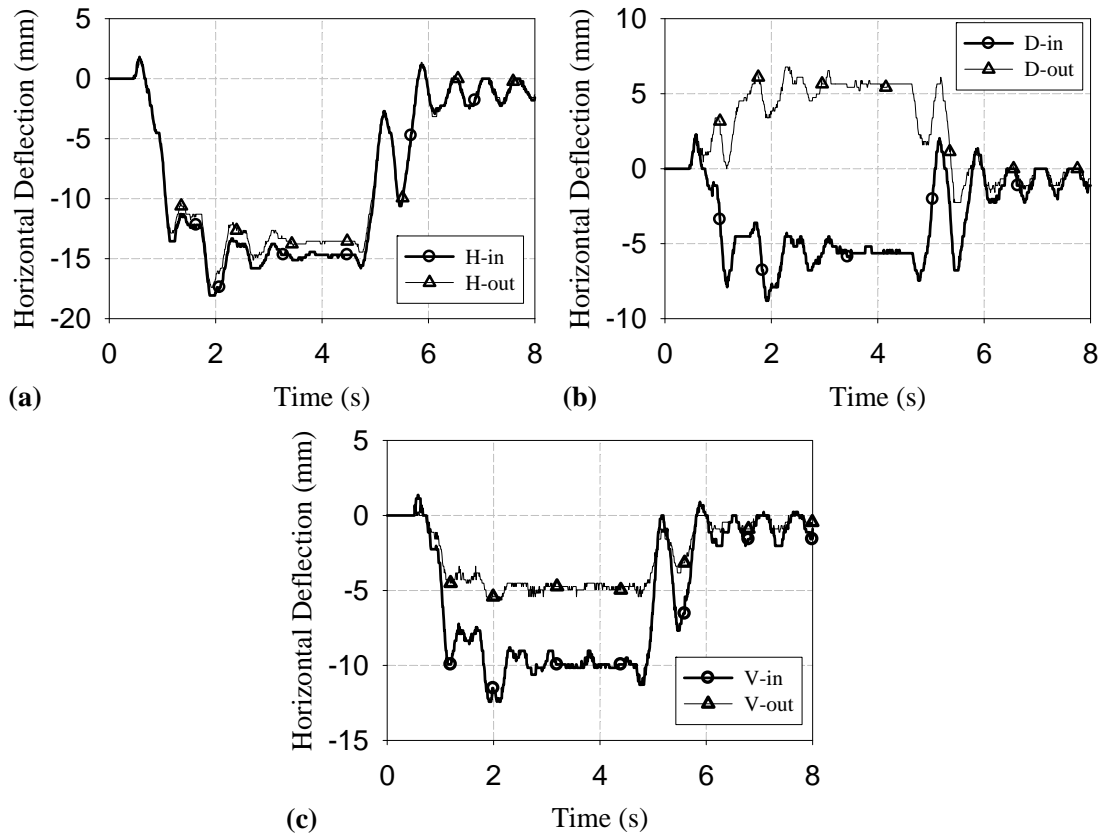 Horizontal Deflection (mm)
5
0
-5
-10
-15
-20
H-in
H-out
0 2 4 6 8
(a) Time (s)
Horizontal Deflection (mm)
10
5
0
-5
-10
D-in
D-out
0 2 4 6 8
(b) Time (s)
Horizontal Deflection (mm)
5
0
-5
-10
-15
V-in
V-out
0 2 4 6 8
(c) Time (s)